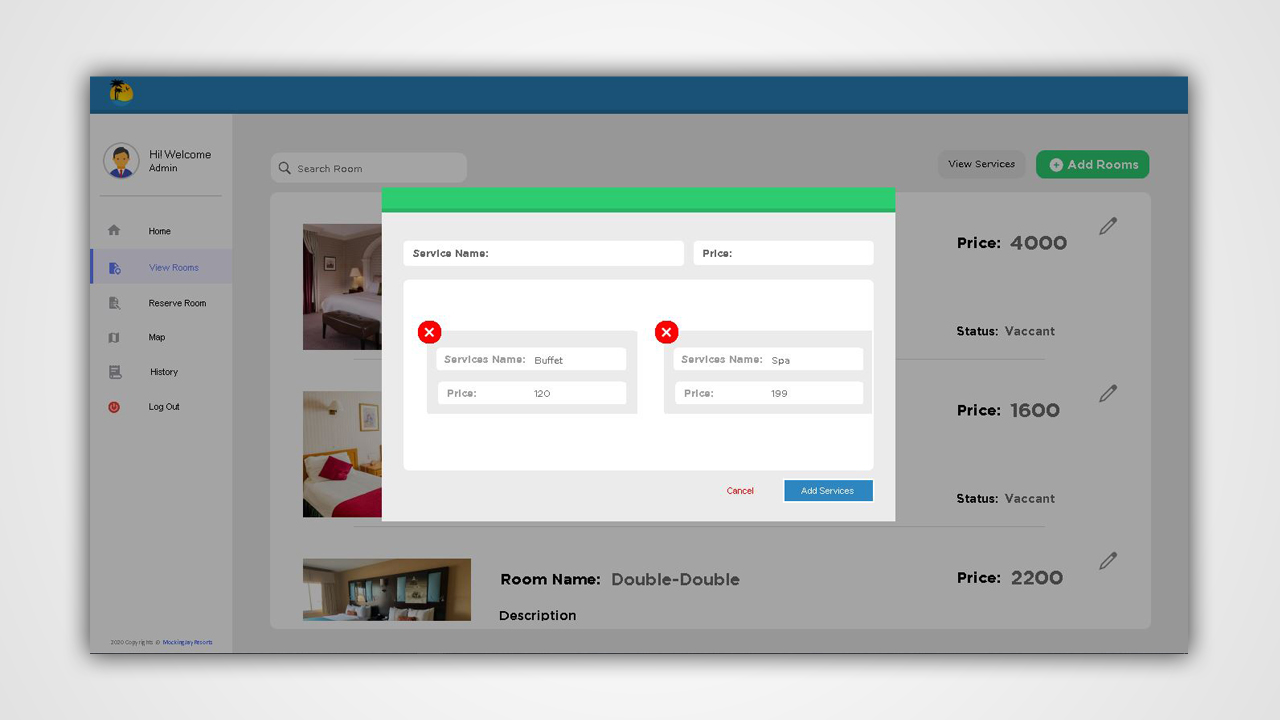 Hi! Welcome
Admin
Home
View Rooms
Reserve Room
Map
History
Log Out
2020 Copyrights © MockingJay Resorts
Search Room
View Services
Add Rooms
Service Name:
Price:
Services Name: Buffet
Price: 120
Services Name: Spa
Price: 199
Cancel
Add Services
Price: 4000
Status: Vaccant
Price: 1600
Status: Vaccant
Room Name: Double-Double
Price: 2200
Description